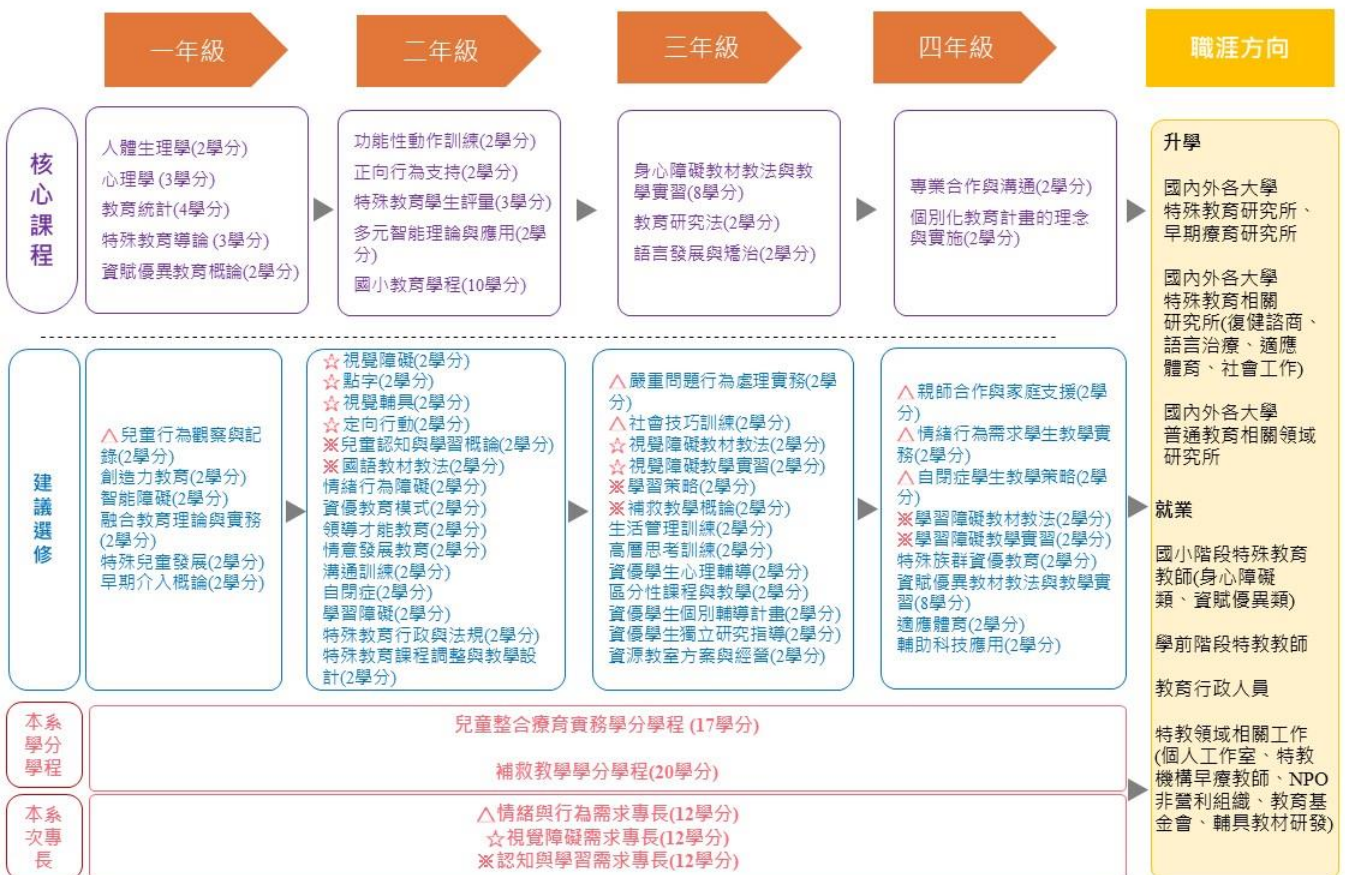 一年級
二年級
三年級
四年級
職涯方向
核
心
課
程
人體生理學(2學分)
心理學 (3學分)
教育統計(4學分)
特殊教育導論 (3學分)
資賦優異教育概論(2學分)
功能性動作訓練(2學分)
正向行為支持(2學分)
特殊教育學生評量(3學分)
多元智能理論與應用(2學
分)
國小教育學程(10學分)
身心障礙教材教法與教
學實習(8學分)
教育研究法(2學分)
語言發展與矯治(2學分)
專業合作與溝通(2學分)
個別化教育計畫的理念
與實施(2學分)
建
議
選
修
△兒童行為觀察與記
錄(2學分)
創造力教育(2學分)
智能障礙(2學分)
融合教育理論與實務
(2學分)
特殊兒童發展(2學分)
早期介入概論(2學分)
☆視覺障礙(2學分)
☆點字(2學分)
☆視覺輔具(2學分)
☆定向行動(2學分)
※兒童認知與學習概論(2學分)
※國語教材教法(2學分)
情緒行為障礙(2學分)
資優教育模式(2學分)
領導才能教育(2學分)
情意發展教育(2學分)
溝通訓練(2學分)
自閉症(2學分)
學習障礙(2學分)
特殊教育行政與法規(2學分)
特殊教育課程調整與教學設
計(2學分)
△嚴重問題行為處理實務(2學
分)
△社會技巧訓練(2學分)
☆視覺障礙教材教法(2學分)
☆視覺障礙教學實習(2學分)
※學習策略(2學分)
※補救教學概論(2學分)
生活管理訓練(2學分)
高層思考訓練(2學分)
資優學生心理輔導(2學分)
區分性課程與教學(2學分)
資優學生個別輔導計畫(2學分)
資優學生獨立研究指導(2學分)
資源教室方案與經營(2學分)
△親師合作與家庭支援(2學
分)
△情緒行為需求學生教學實
務(2學分)
△自閉症學生教學策略(2學
分)
※學習障礙教材教法(2學分)
※學習障礙教學實習(2學分)
特殊族群資優教育(2學分)
資賦優異教材教法與教學實
習(8學分)
適應體育(2學分)
輔助科技應用(2學分)
本系
學分
學程
兒童整合療育實務學分學程 (17學分)
補救教學學分學程(20學分)
本系
次專
長
△情緒與行為需求專長(12學分)
☆視覺障礙需求專長(12學分)
※認知與學習需求專長(12學分)
升學
國內外各大學
特殊教育研究所、
早期療育研究所
國內外各大學
特殊教育相關
研究所(復健諮商、
語言治療、適應
體育、社會工作)
國內外各大學
普通教育相關領域
研究所
就業
國小階段特殊教育
教師(身心障礙
類、資賦優異類)
學前階段特教教師
教育行政人員
特教領域相關工作
(個人工作室、特教
機構早療教師、NPO
非營利組織、教育基
金會、輔具教材研發)